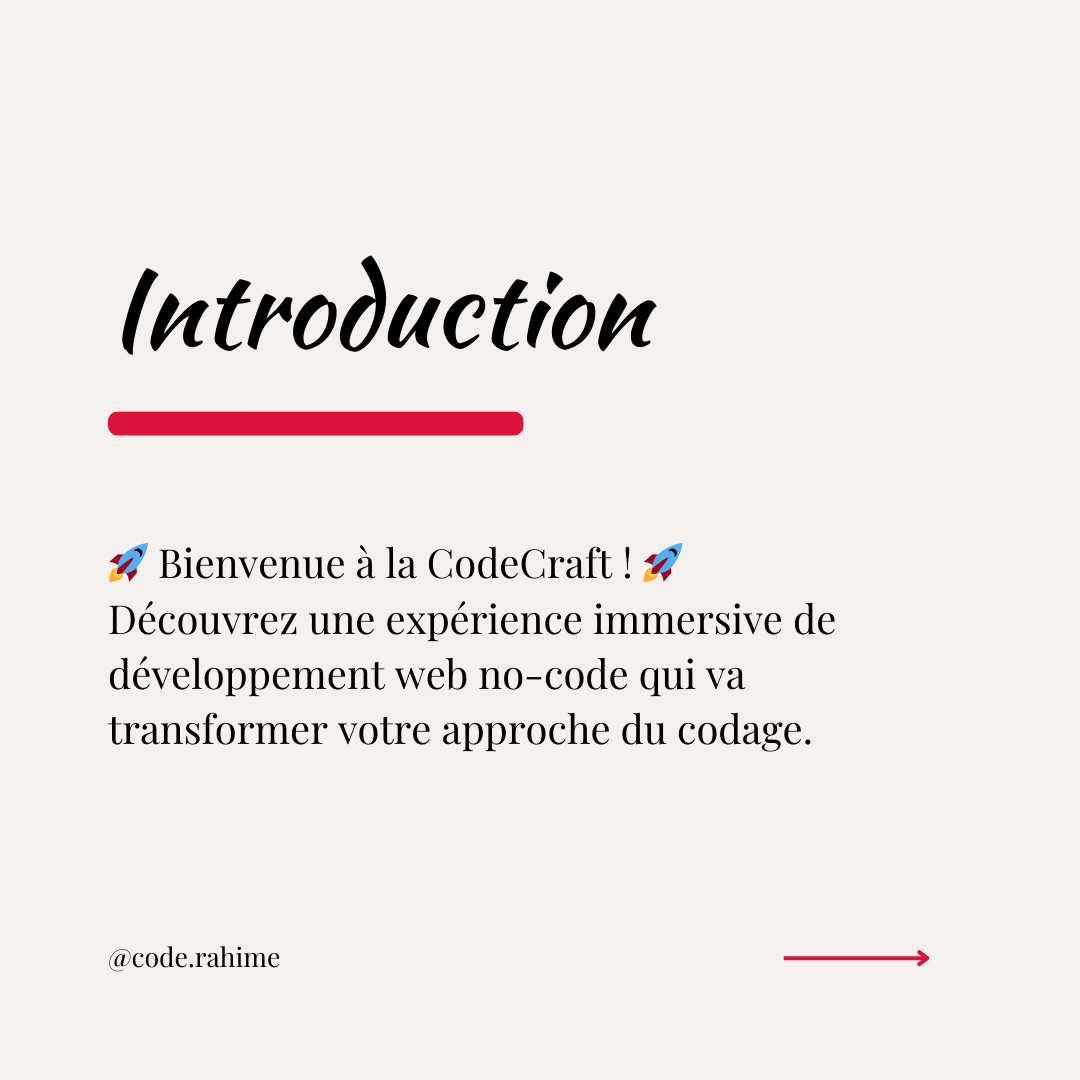 Introduction
🚀 Bienvenue à la CodeCraft ! 🚀
Découvrez une expérience immersive de
développement web no-code qui va
transformer votre approche du codage.
@code.rahime